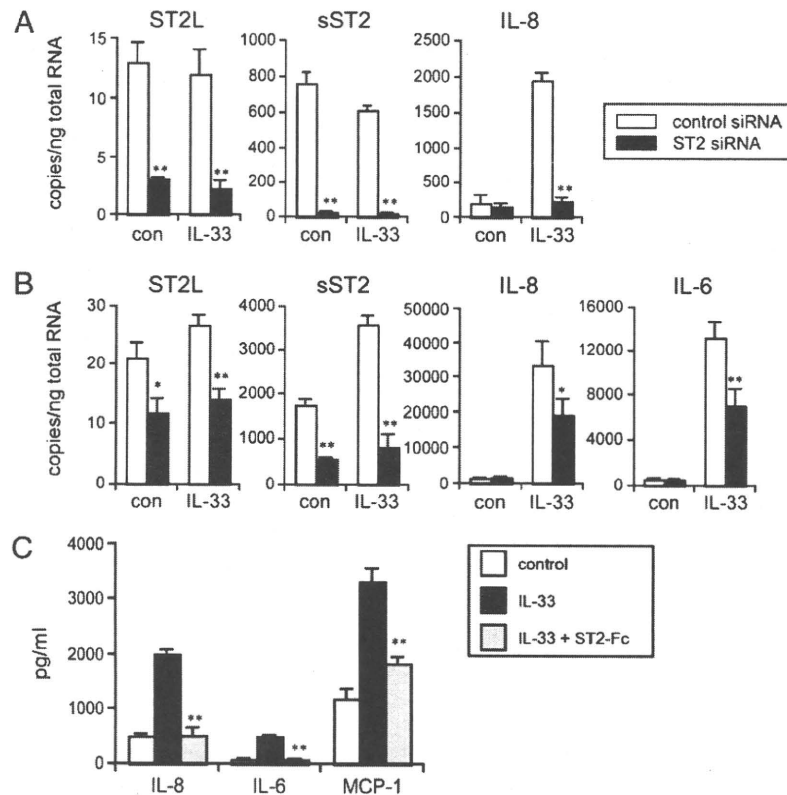 A
ST2L
sST2
IL-8
copies/ng total RNA
15
12
9
6
3
0
**
**
con
IL-33
1000
800
600
400
200
0
**
**
con
IL-33
2500
2000
1500
1000
500
0
**
con
IL-33
control siRNA
ST2 siRNA
B
ST2L
sST2
IL-8
IL-6
copies/ng total RNA
30
20
10
0
*
**
con
IL-33
4000
3000
2000
1000
0
**
**
con
IL-33
50000
40000
30000
20000
10000
0
*
con
IL-33
16000
12000
8000
4000
0
**
con
IL-33
C
pg/ml
4000
3000
2000
1000
0
**
**
**
IL-8
IL-6
MCP-1
control
IL-33
IL-33 + ST2-Fc